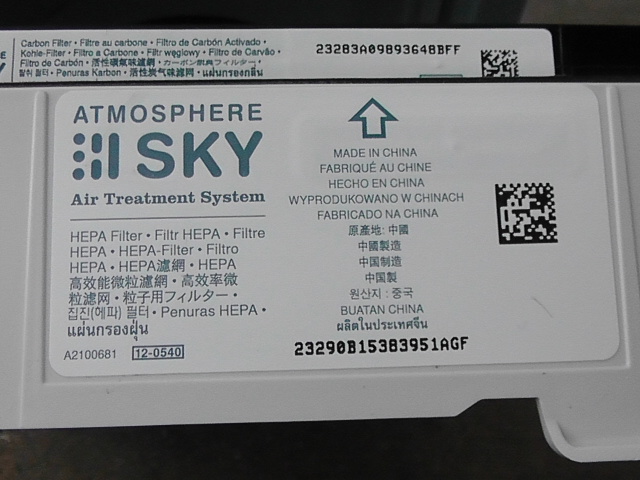 Carbon Filter • Filtre au carbone • Filtro de Carbón Activado •
Kohle-Filter • Filtro a Carbone • Filtr węglowy • Filtro de Carvão •
Filter • Carbon • 活性碳氣味濾網 • カーボン脱臭フィルター •
탈취 필터 • Penuras Karbon • 活性炭气味滤网 • แผ่นกรองกลิ่น
23283A09893648BFF
ATMOSPHERE
SKY
Air Treatment System
HEPA Filter • Filtr HEPA • Filtre
HEPA • HEPA-Filter • Filtro
HEPA • HEPA濾網 • HEPA
高效能微粒濾網 • 高效率微
粒滤网 • 粒子用フィルター •
집진(헤파) 필터 • Penuras HEPA •
แผ่นกรองฝุ่น
A2100681 12-0540
MADE IN CHINA
FABRIQUÉ AU CHINE
HECHO EN CHINA
WYPRODUKOWANO W CHINACH
FABRICADO NA CHINA
原產地: 中國
中國製造
中国制造
中国製
원산지 : 중국
BUATAN CHINA
ผลิตในประเทศจีน
23290B15383951AGF